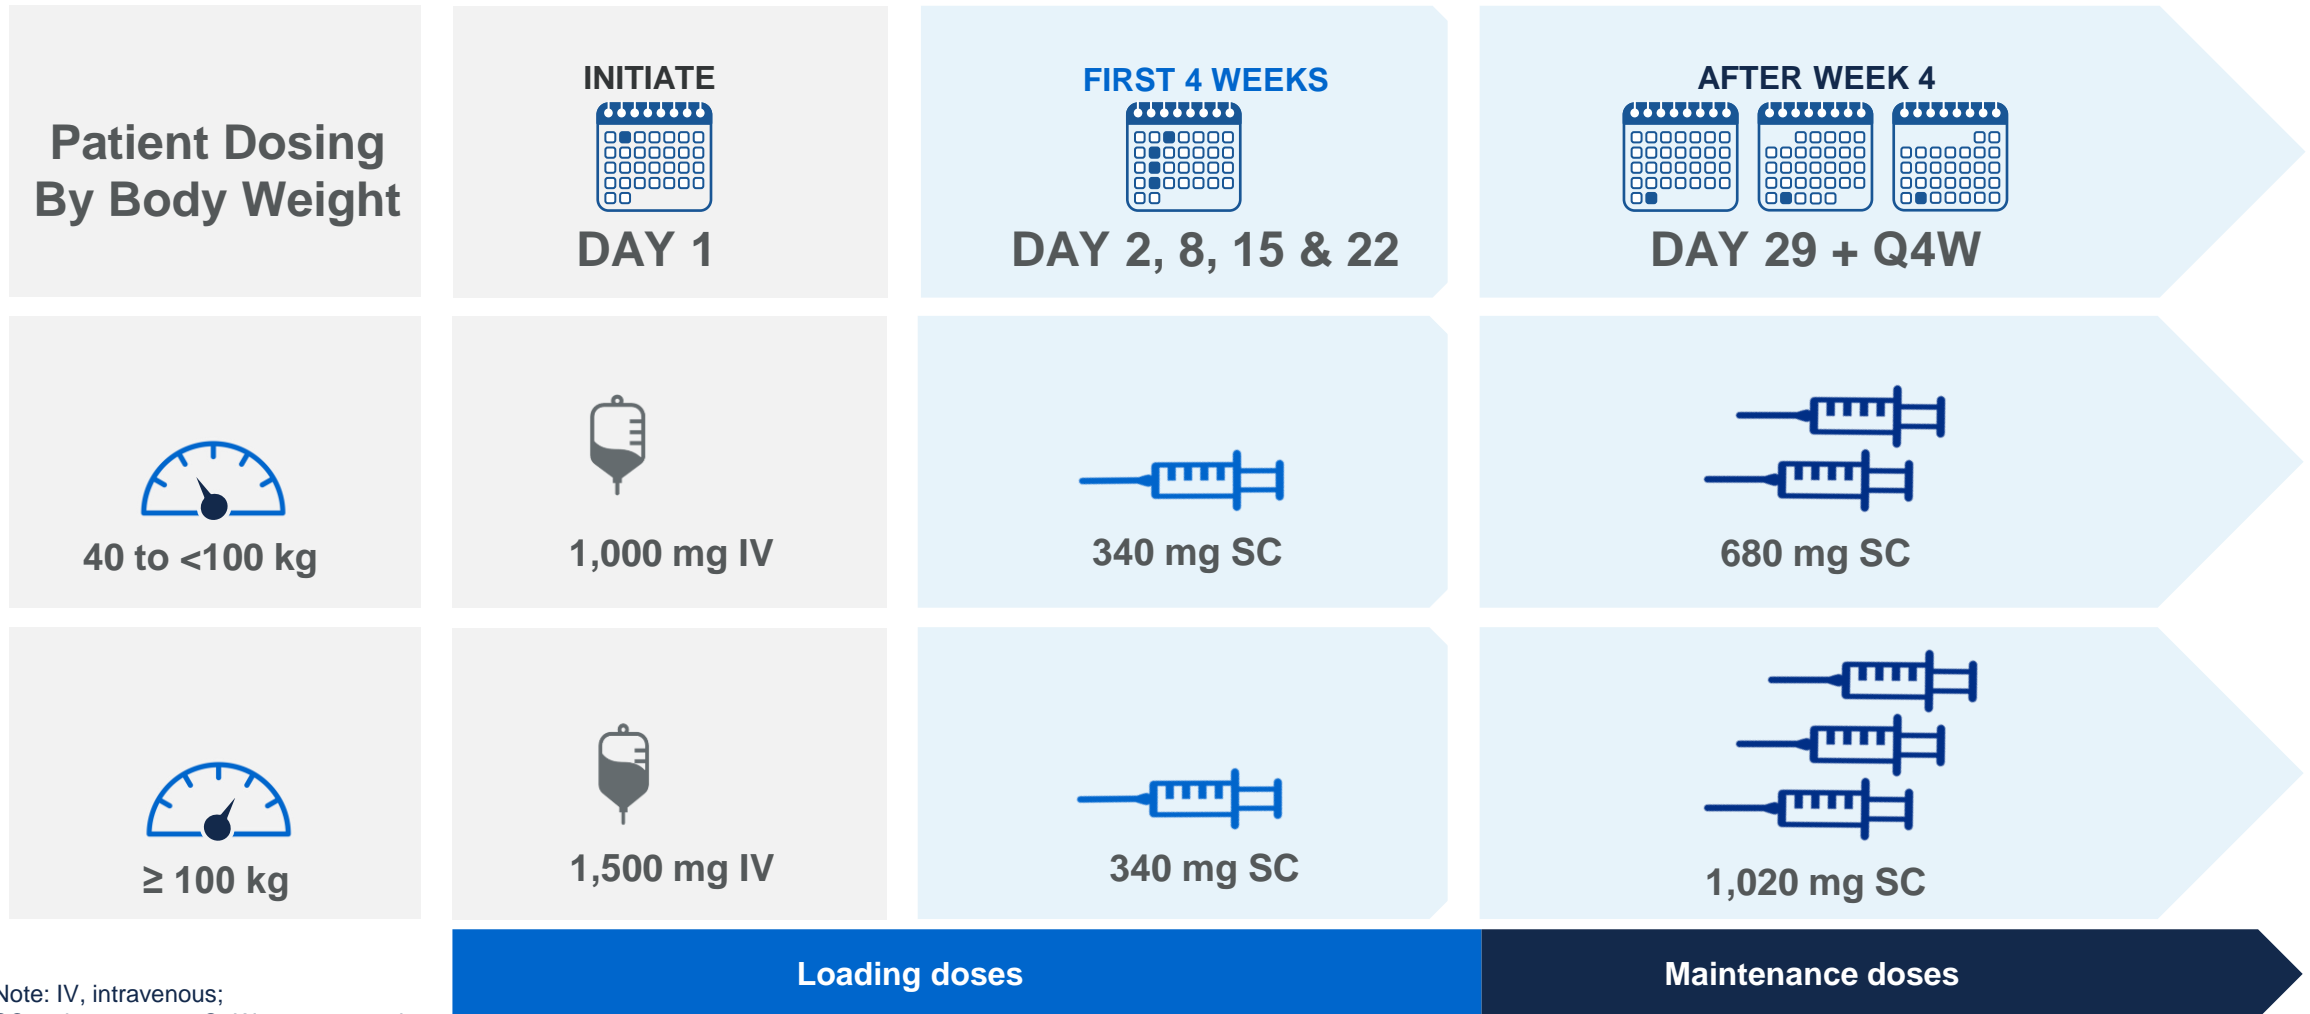 Patient Dosing
By Body Weight
INITIATE
DAY 1
FIRST 4 WEEKS
DAY 2, 8, 15 & 22
AFTER WEEK 4
DAY 29 + Q4W
40 to <100 kg
1,000 mg IV
340 mg SC
680 mg SC
≥ 100 kg
1,500 mg IV
340 mg SC
1,020 mg SC
Loading doses
Maintenance doses
Note: IV, intravenous;